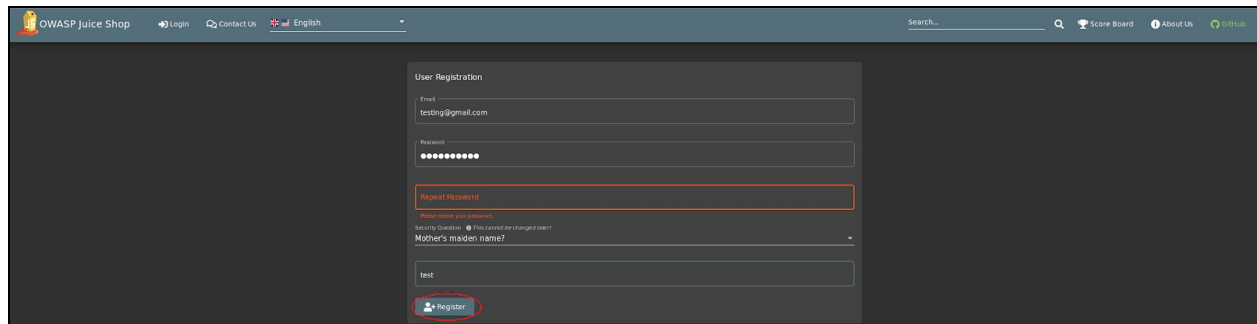 OWASP Juice Shop Login Contact Us English Search... Score Board About Us GitHub
User Registration
Email
testing@gmail.com
Password
Repeat Password
Please repeat your password.
Security Question This cannot be changed later!
Mother's maiden name?
test
Register